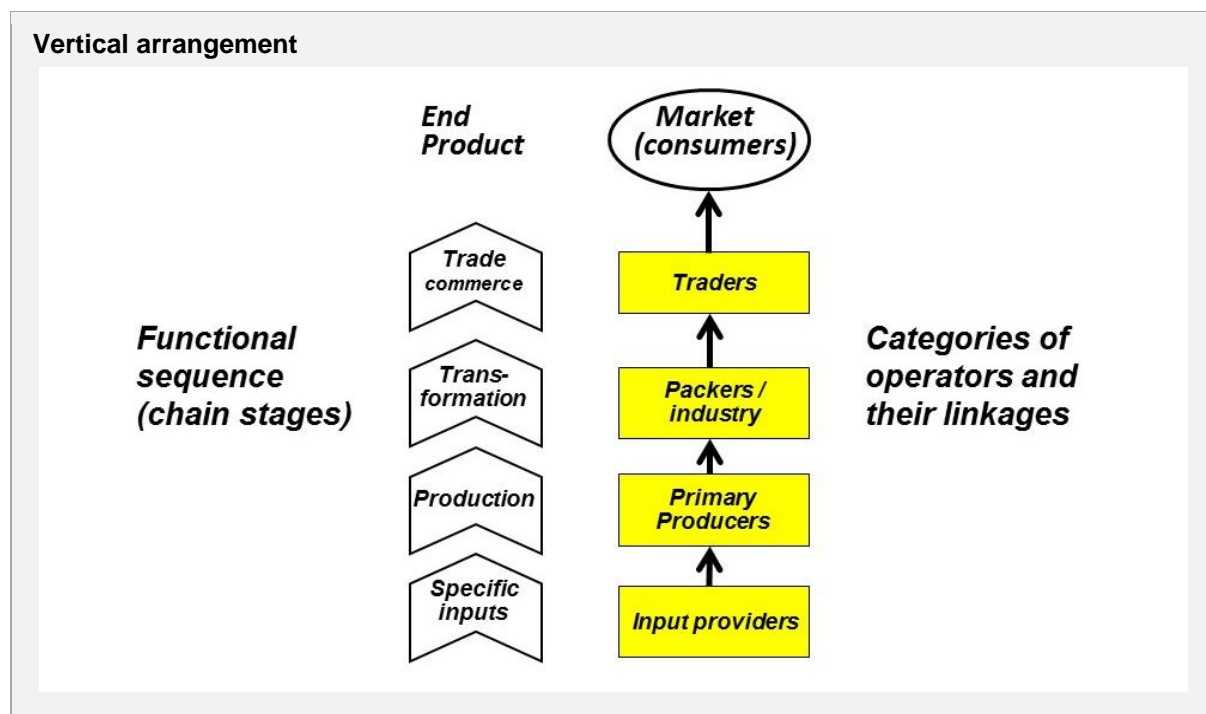 Vertical arrangement
End
Product
Market
(consumers)
Trade
commerce
Traders
Functional
sequence
(chain stages)
Categories of
operators and
their linkages
Trans-
formation
Packers /
industry
Production
Primary
Producers
Specific
inputs
Input providers